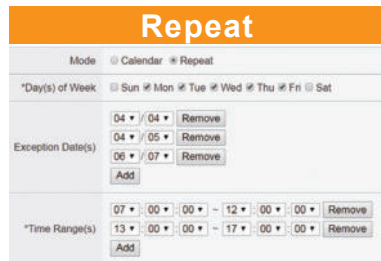 Repeat
Mode Calendar Repeat
*Day(s) of Week Sun Mon Tue Wed Thu Fri Sat
Exception Date(s)
04 / 04 Remove
04 / 05 Remove
06 / 07 Remove
Add
*Time Range(s)
07 : 00 : 00 ~ 12 : 00 : 00 Remove
13 : 00 : 00 ~ 17 : 00 : 00 Remove
Add